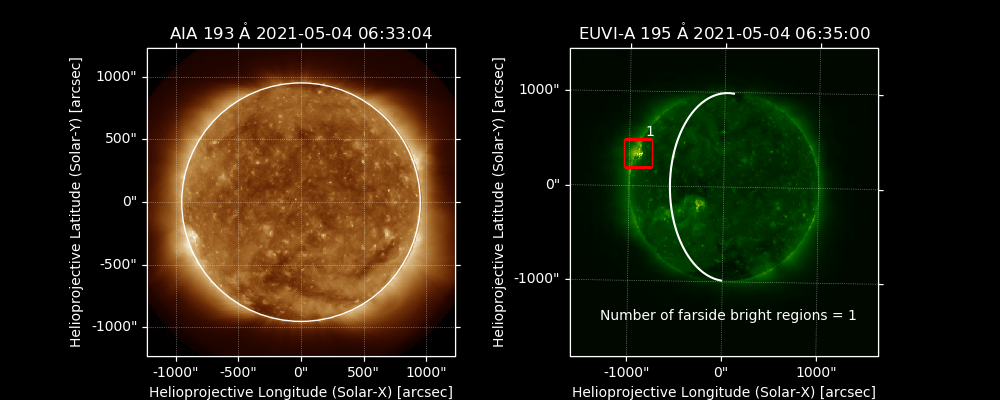 AIA 193 Å 2021-05-04 06:33:04
Helioprojective Latitude (Solar-Y) [arcsec]
1000"
500"
0"
-500"
-1000"
-1000"
-500"
0"
500"
1000"
Helioprojective Longitude (Solar-X) [arcsec]
EUVI-A 195 Å 2021-05-04 06:35:00
Helioprojective Latitude (Solar-Y) [arcsec]
1000"
0"
-1000"
1
Number of farside bright regions = 1
-1000"
0"
1000"
Helioprojective Longitude (Solar-X) [arcsec]